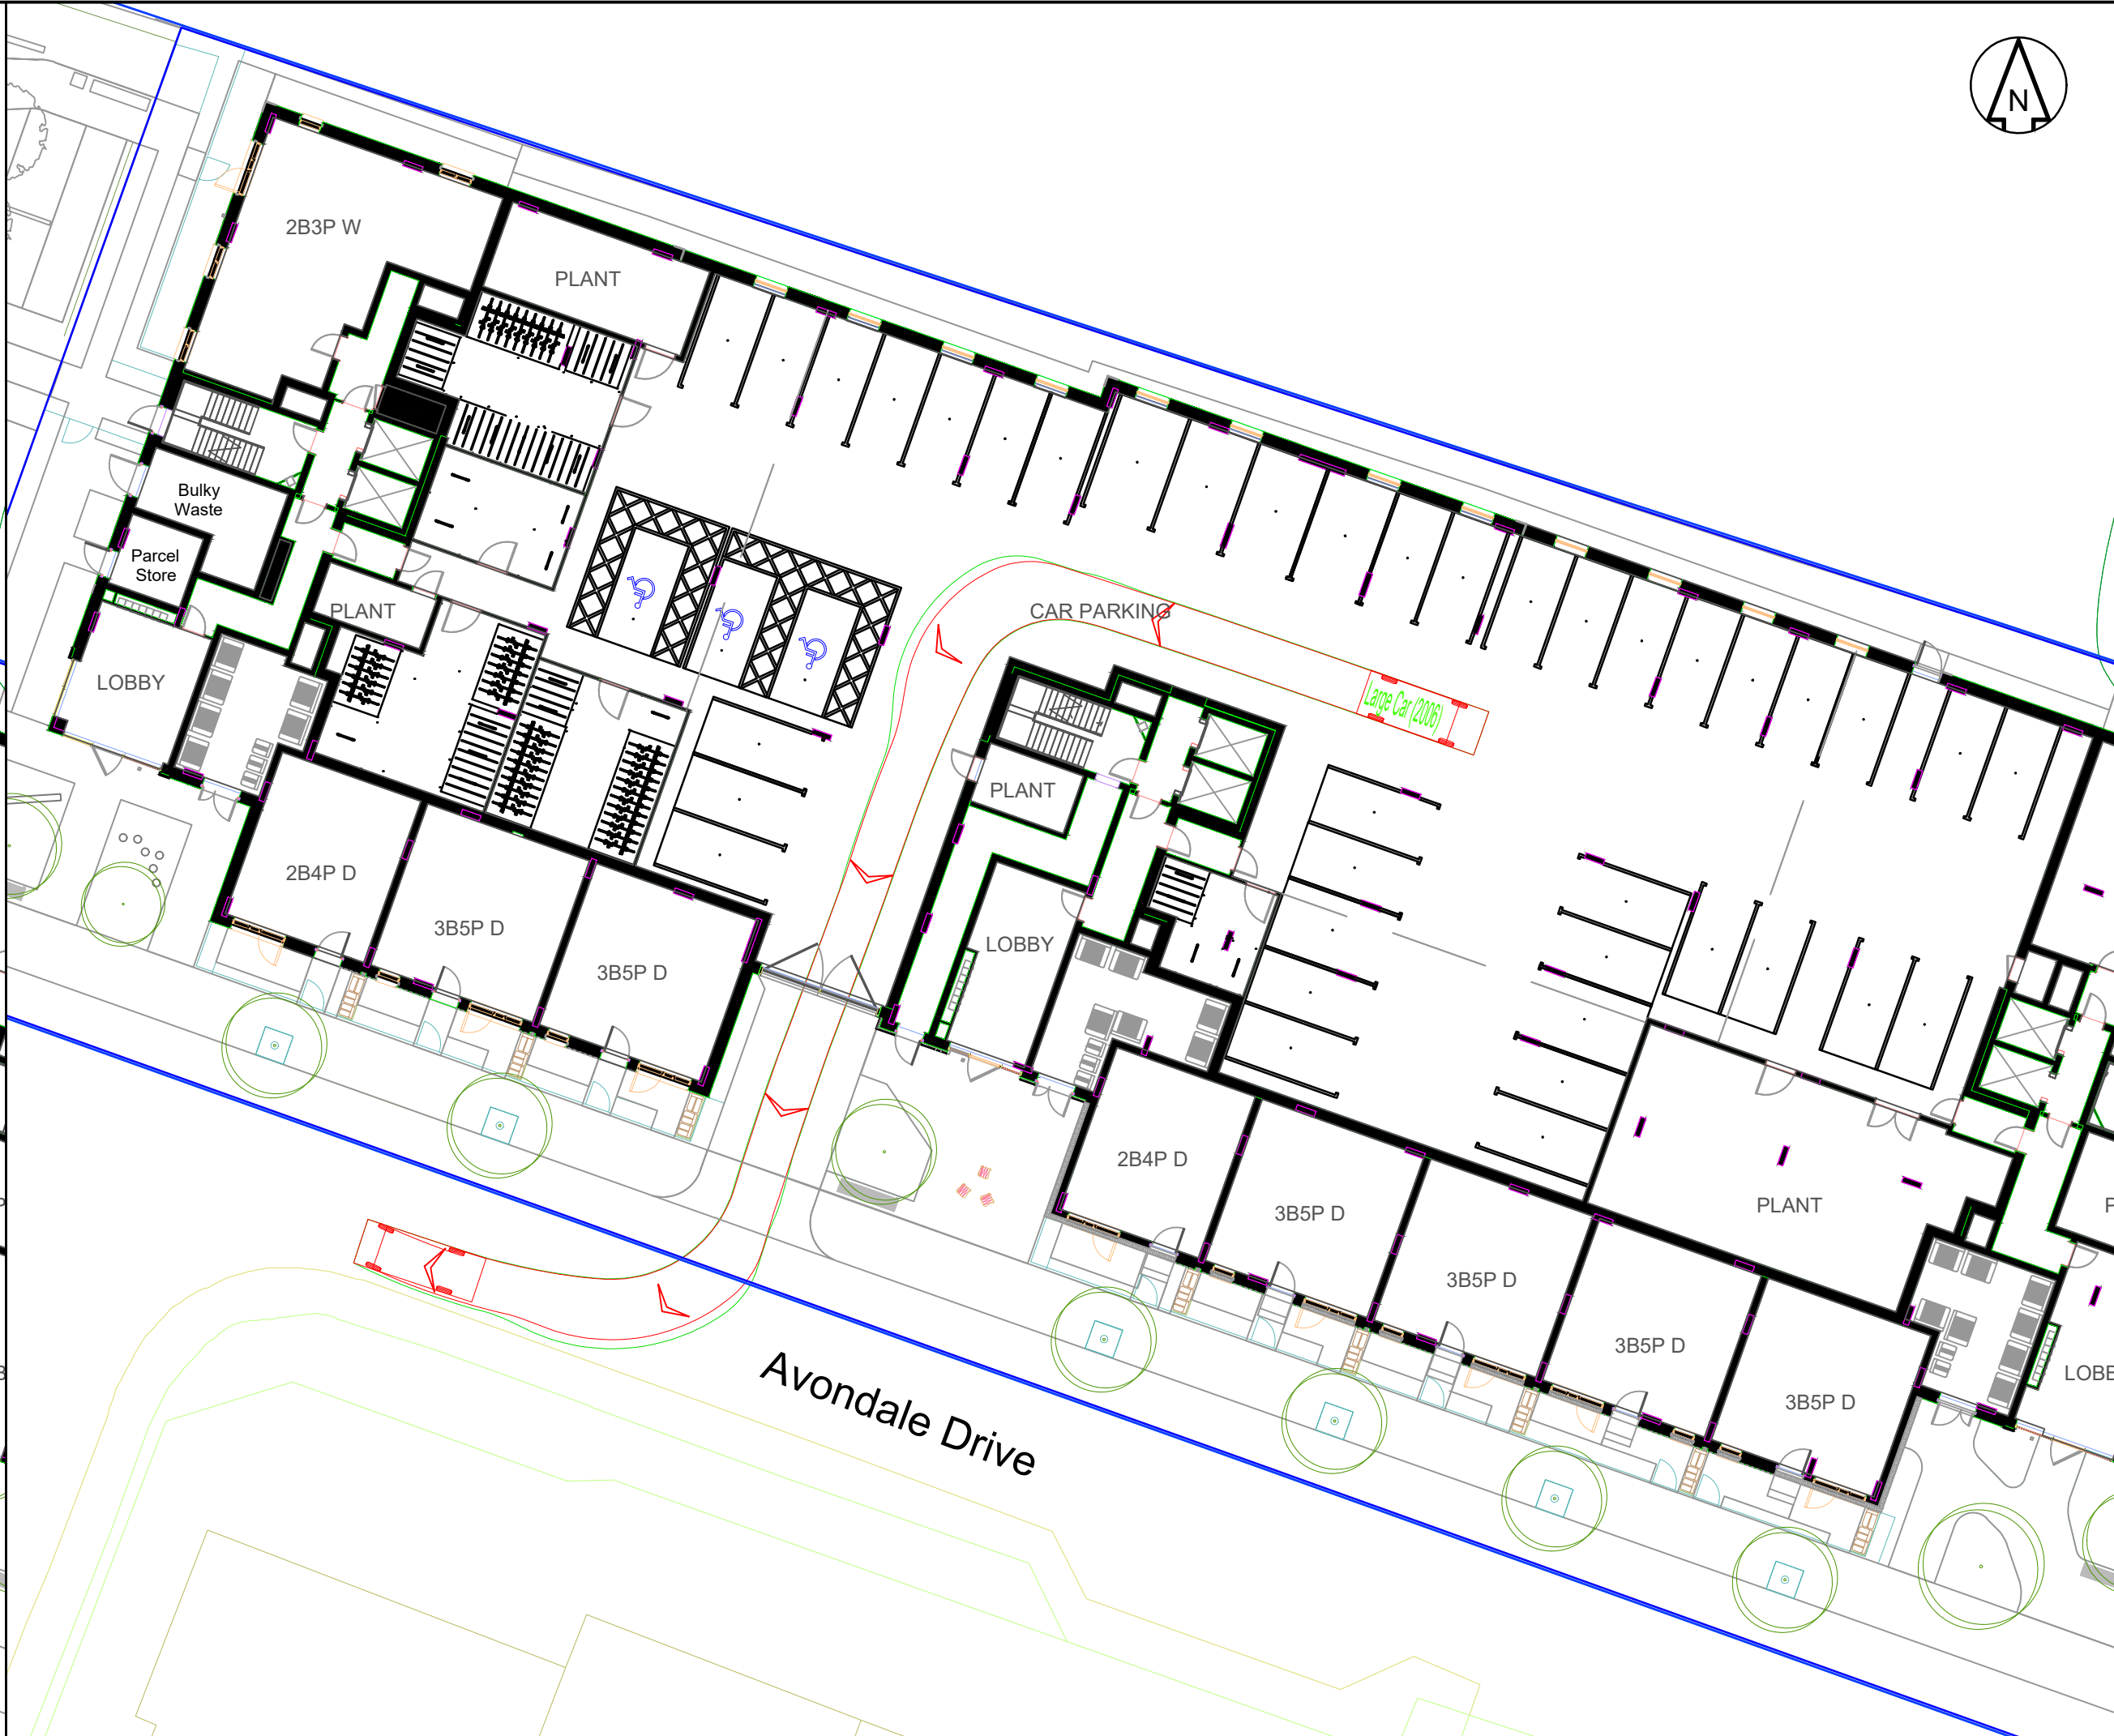 N
2B3P W
PLANT
Bulky
Waste
Parcel
Store
PLANT
CAR PARKING
LOBBY
Large Car (2006)
PLANT
2B4P D
3B5P D
3B5P D
LOBBY
2B4P D
3B5P D
3B5P D
3B5P D
3B5P D
PLANT
LOBB
Avondale Drive